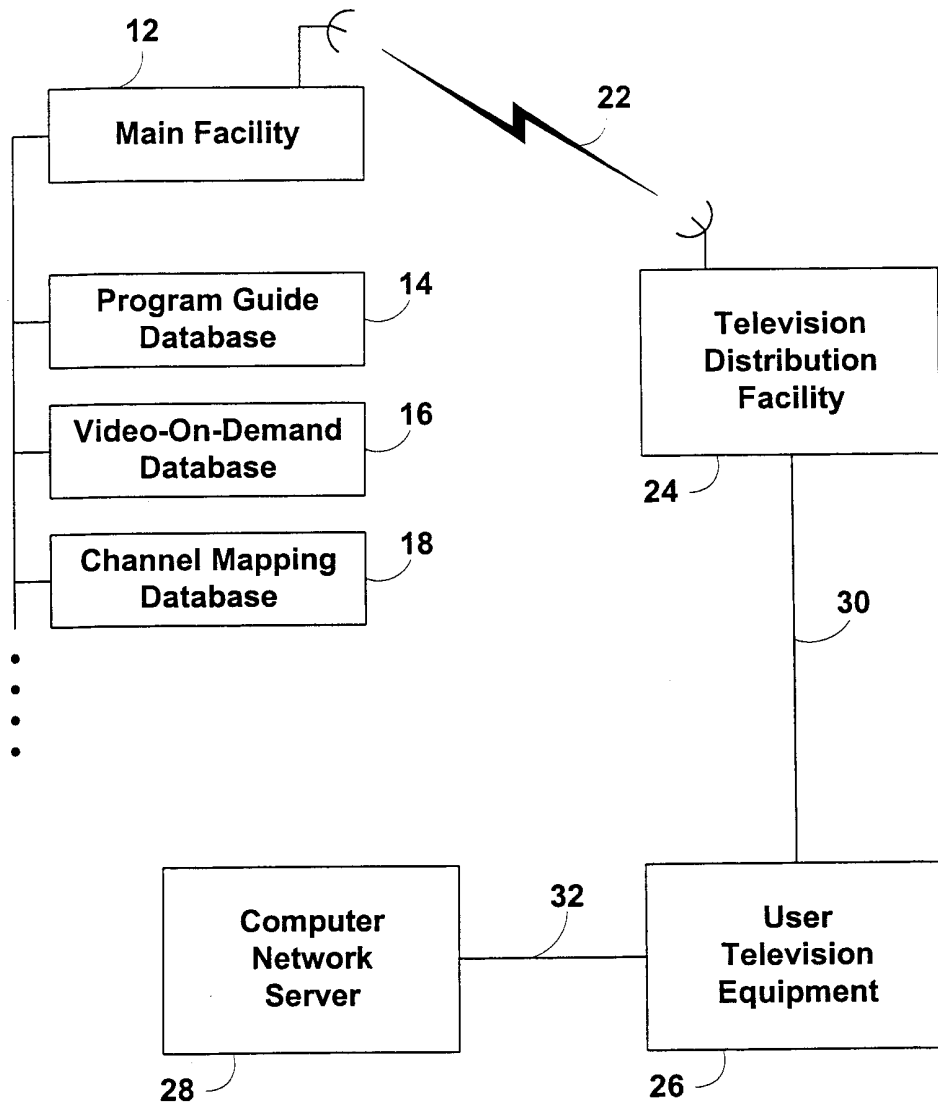 12
Main Facility
22
Program Guide
Database
14
Television
Distribution
Facility
Video-On-Demand
Database
16
24
Channel Mapping
Database
18
30
Computer
Network
Server
32
User
Television
Equipment
28
26